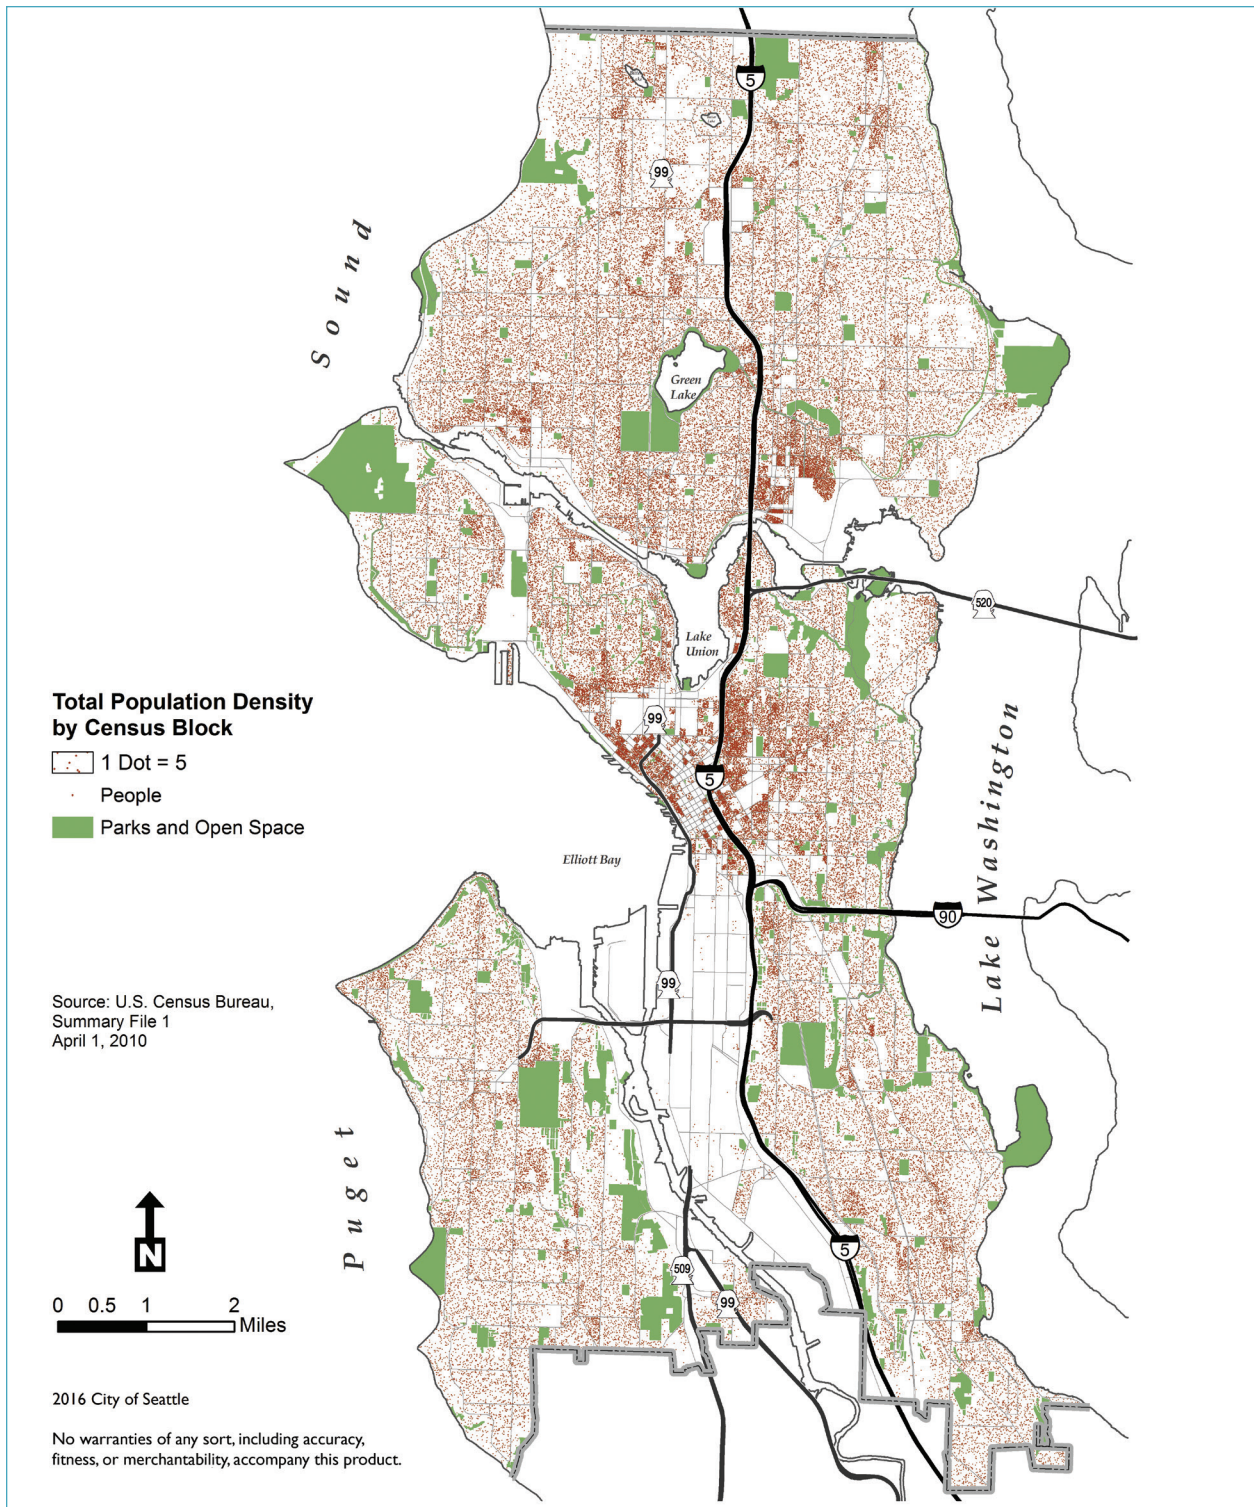 5
99
Sound
Green
Lake
520
Lake
Union
Total Population Density
by Census Block
1 Dot = 5
People
Parks and Open Space
99
5
Lake Washington
Elliott Bay
90
99
Source: U.S. Census Bureau,
Summary File 1
April 1, 2010
Puget
N
5
509
99
0 0.5 1 2
Miles
2016 City of Seattle
No warranties of any sort, including accuracy,
fitness, or merchantability, accompany this product.